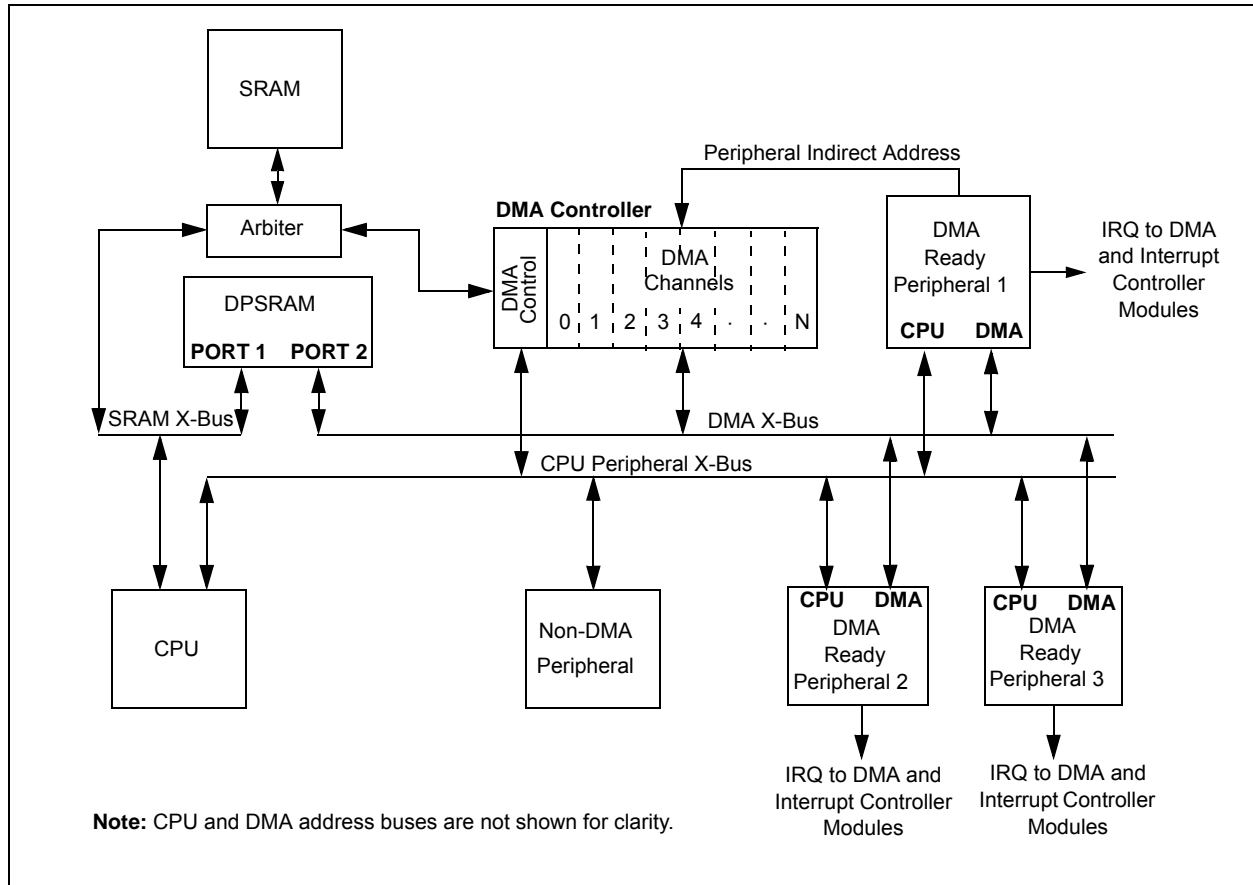 SRAM
Peripheral Indirect Address
DMA Controller
Arbiter
DMA Control
DMA
Channels
0 1 2 3 4 . . N
DMA
Ready
Peripheral 1
CPU DMA
IRQ to DMA
and Interrupt
Controller
Modules
DPSRAM
PORT 1 PORT 2
SRAM X-Bus
DMA X-Bus
CPU Peripheral X-Bus
CPU
Non-DMA
Peripheral
CPU DMA
DMA
Ready
Peripheral 2
CPU DMA
DMA
Ready
Peripheral 3
IRQ to DMA and
Interrupt Controller
Modules
IRQ to DMA and
Interrupt Controller
Modules
Note: CPU and DMA address buses are not shown for clarity.